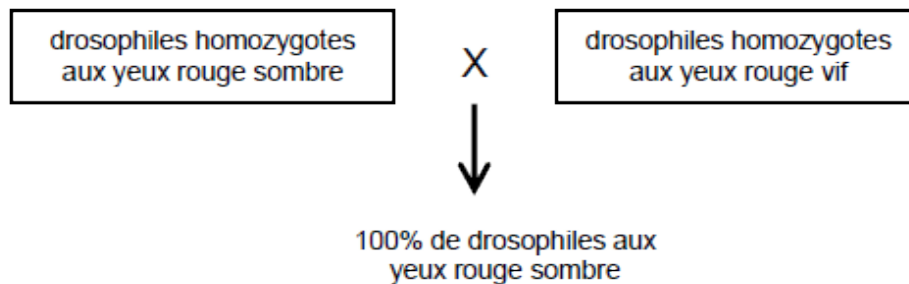 drosophiles homozygotes
aux yeux rouge sombre
X
drosophiles homozygotes
aux yeux rouge vif
100% de drosophiles aux
yeux rouge sombre